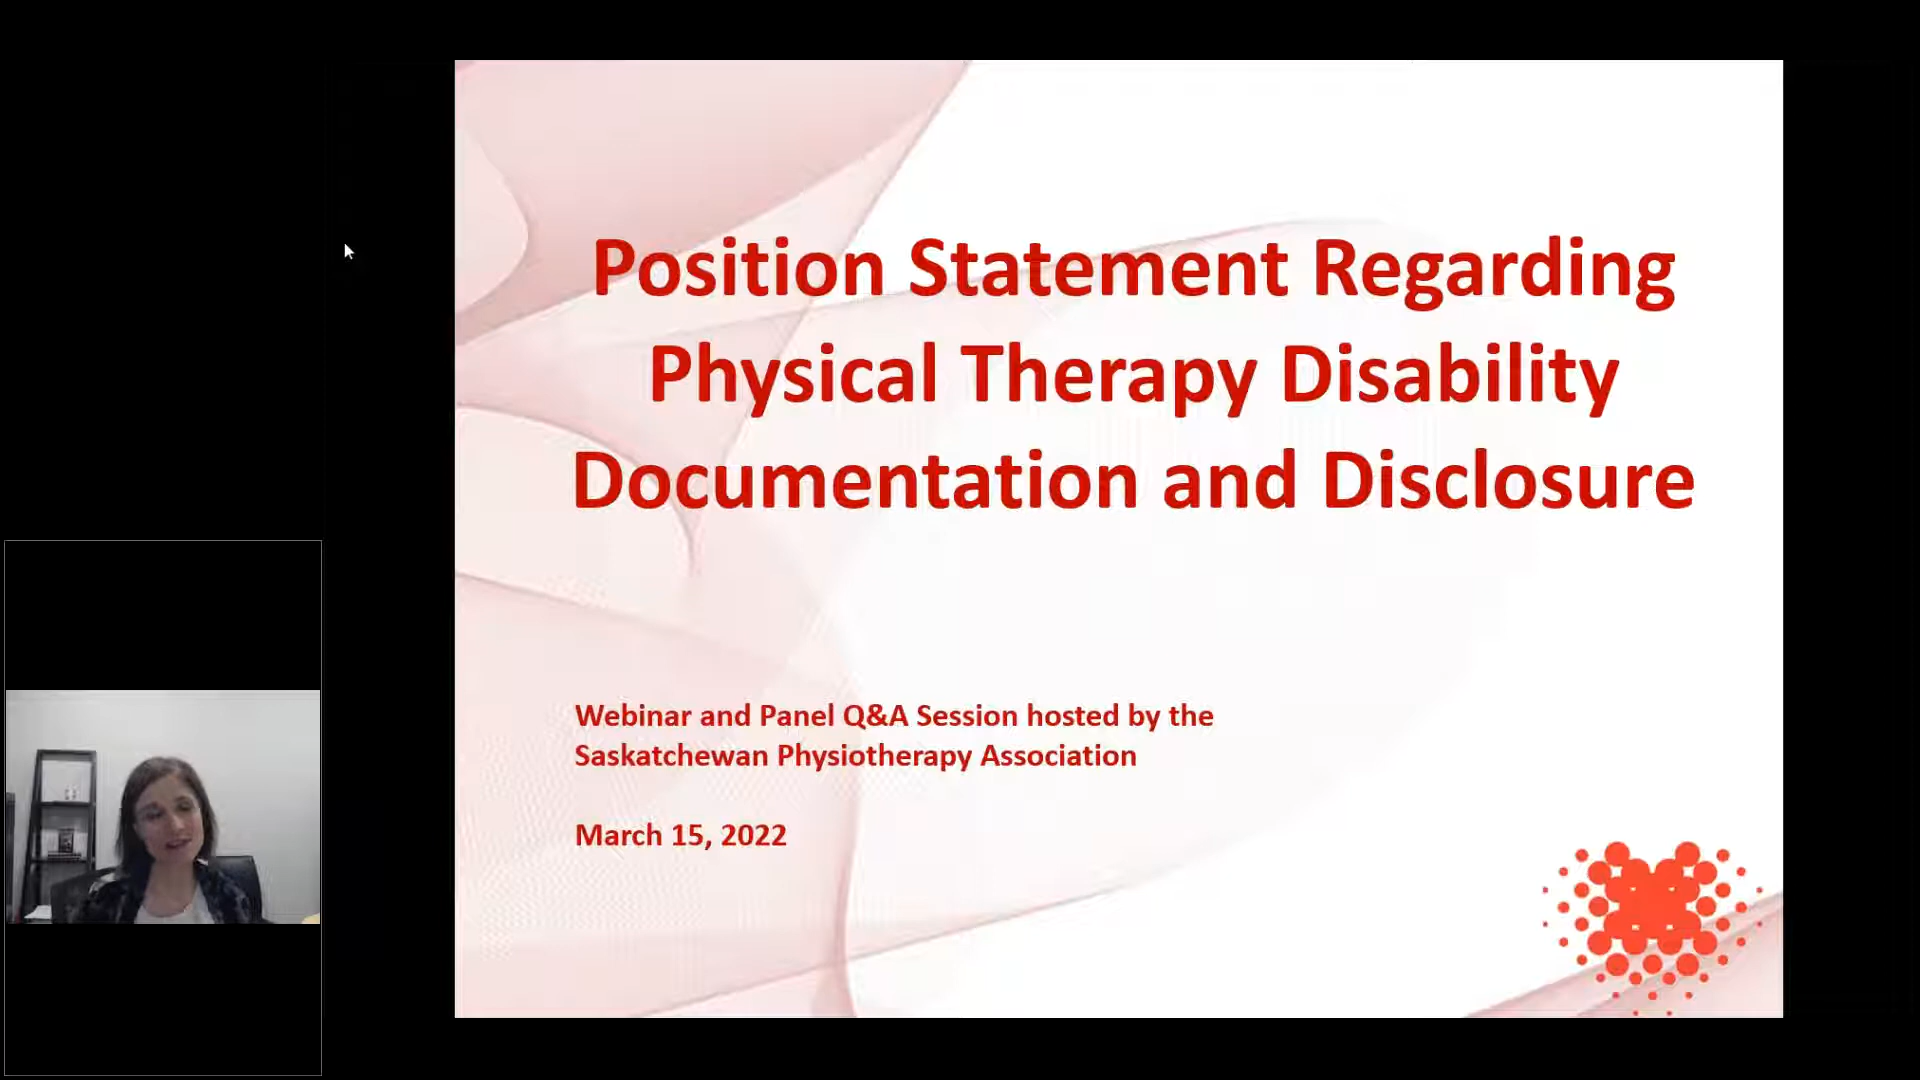 Position Statement Regarding
Physical Therapy Disability
Documentation and Disclosure
Webinar and Panel Q&A Session hosted by the
Saskatchewan Physiotherapy Association
March 15, 2022